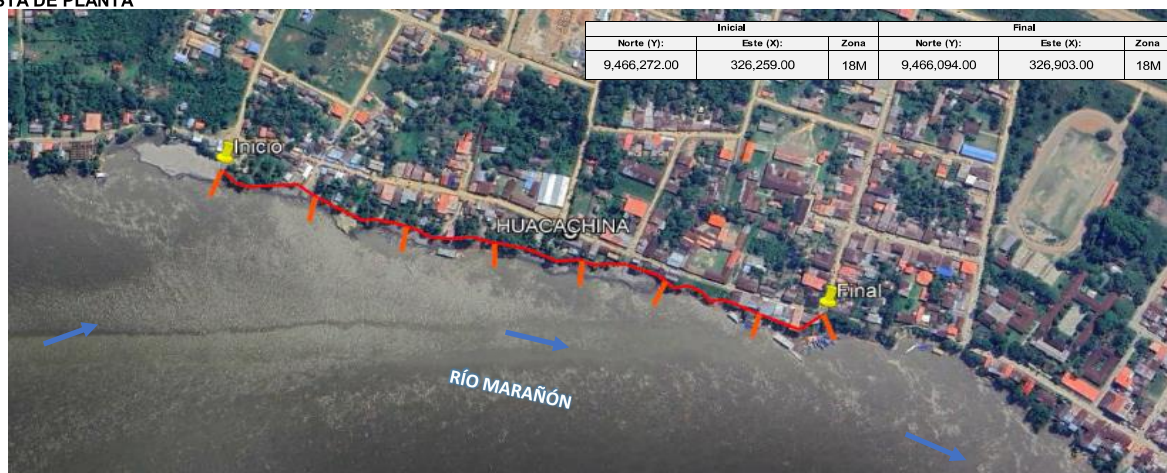 STA DE PLANTA
Inicial Final
Norte (Y): Este (X): Zona Norte (Y): Este (X): Zona
9,466,272.00 326,259.00 18M 9,466,094.00 326,903.00 18M
Inicio
HUACACHINA
Final
RÍO MARAÑÓN